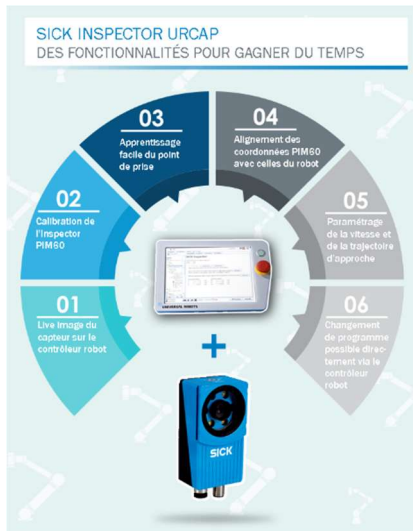 SICK INSPECTOR URCAP
DES FONCTIONNALITÉS POUR GAGNER DU TEMPS
03
Apprentissage
facile du point
de prise
04
Alignement des
coordonnées PIM60
avec celles du robot
02
Calibration de
l'Inspector
PIM60
05
Paramétrage
de la vitesse et
de la trajectoire
d'approche
01
Live image du
capteur sur le
contrôleur robot
06
Changement
de programme
possible direc-
tement via le
contrôleur
robot
UNIVERSAL ROBOTS
+
SICK